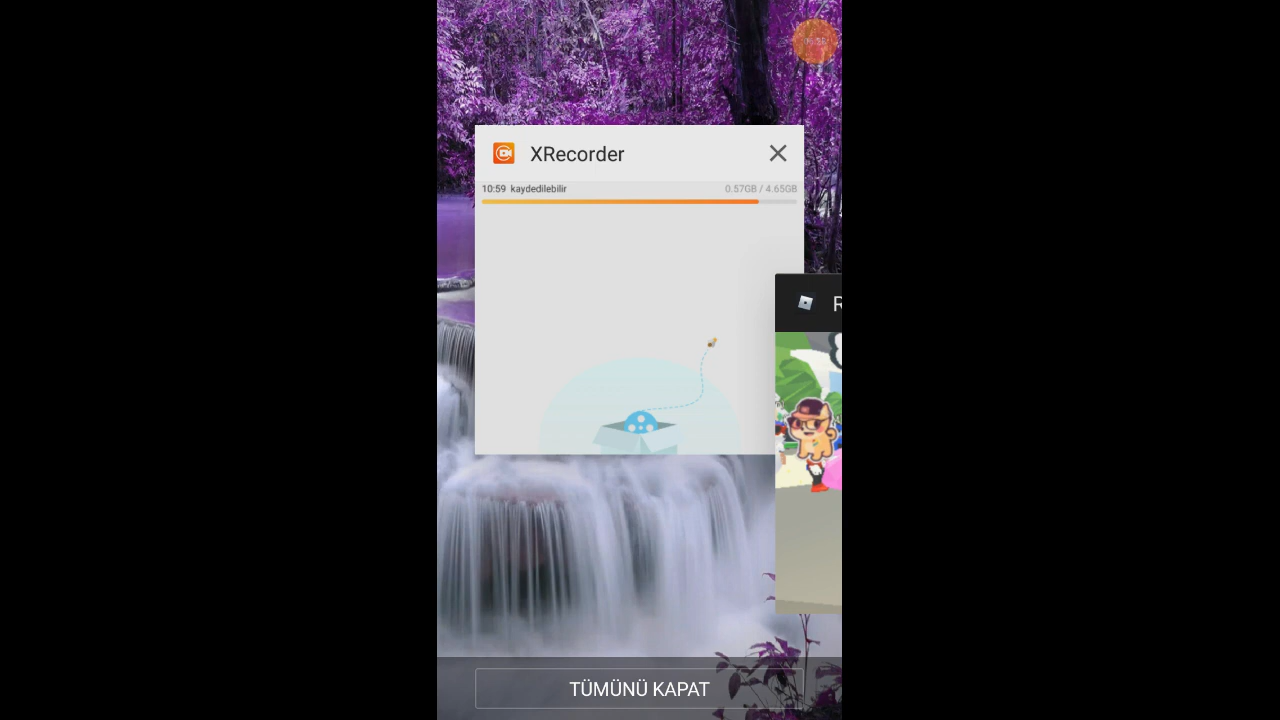 XRecorder
10:59 kaydedilebilir
0.57GB / 4.65GB
R
TÜMÜNÜ KAPAT